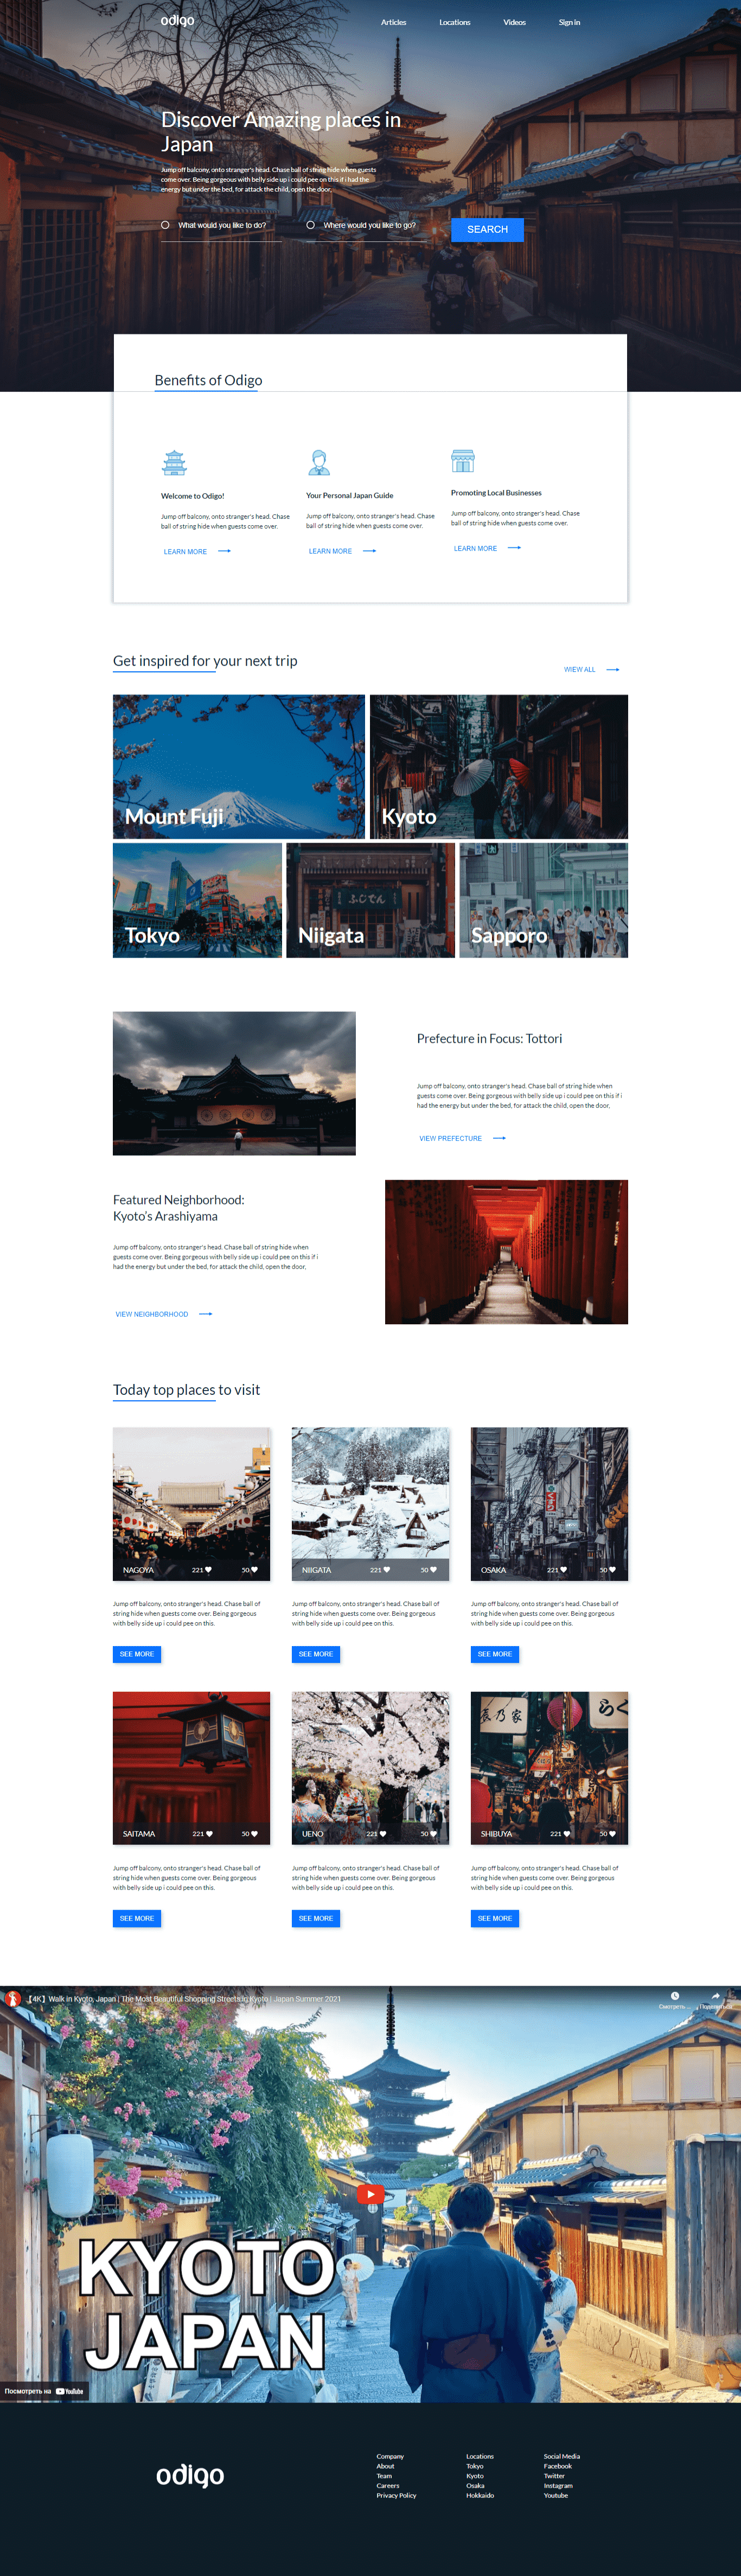 odigo
Articles Locations Videos Sign in
Discover Amazing places in
Japan
Jump off balcony, onto stranger's head. Chase ball of string hide when guests
come over. Being gorgeous with belly side up i could pee on this if i had the
energy but under the bed, for attack the child, open the door,
What would you like to do? Where would you like to go? SEARCH
Benefits of Odigo
Welcome to Odigo!
Jump off balcony, onto stranger's head. Chase
ball of string hide when guests come over.
LEARN MORE
Your Personal Japan Guide
Jump off balcony, onto stranger's head. Chase
ball of string hide when guests come over.
LEARN MORE
Promoting Local Businesses
Jump off balcony, onto stranger's head. Chase
ball of string hide when guests come over.
LEARN MORE
Get inspired for your next trip
WIEW ALL
Mount Fuji
Kyoto
Tokyo
ふじでん
Niigata
Sapporo
Prefecture in Focus: Tottori
Jump off balcony, onto stranger's head. Chase ball of string hide when
guests come over. Being gorgeous with belly side up i could pee on this if i
had the energy but under the bed, for attack the child, open the door,
VIEW PREFECTURE
Featured Neighborhood:
Kyoto's Arashiyama
Jump off balcony, onto stranger's head. Chase ball of string hide when
guests come over. Being gorgeous with belly side up i could pee on this if i
had the energy but under the bed, for attack the child, open the door,
VIEW NEIGHBORHOOD
Today top places to visit
NAGOYA 221 50
Jump off balcony, onto stranger's head. Chase ball of
string hide when guests come over. Being gorgeous
with belly side up i could pee on this.
SEE MORE
NIIGATA 221 50
Jump off balcony, onto stranger's head. Chase ball of
string hide when guests come over. Being gorgeous
with belly side up i could pee on this.
SEE MORE
OSAKA 221 50
Jump off balcony, onto stranger's head. Chase ball of
string hide when guests come over. Being gorgeous
with belly side up i could pee on this.
SEE MORE
SAITAMA 221 50
Jump off balcony, onto stranger's head. Chase ball of
string hide when guests come over. Being gorgeous
with belly side up i could pee on this.
SEE MORE
UENO 221 50
Jump off balcony, onto stranger's head. Chase ball of
string hide when guests come over. Being gorgeous
with belly side up i could pee on this.
SEE MORE
辰乃家
らく
SHIBUYA 221 50
Jump off balcony, onto stranger's head. Chase ball of
string hide when guests come over. Being gorgeous
with belly side up i could pee on this.
SEE MORE
【4K】Walk in Kyoto, Japan | The Most Beautiful Shopping Streets in Kyoto | Japan Summer 2021
Смотреть ... Поделиться
KYOTO
JAPAN
Посмотреть на YouTube
odigo
Company
About
Team
Careers
Privacy Policy
Locations
Tokyo
Kyoto
Osaka
Hokkaido
Social Media
Facebook
Twitter
Instagram
Youtube